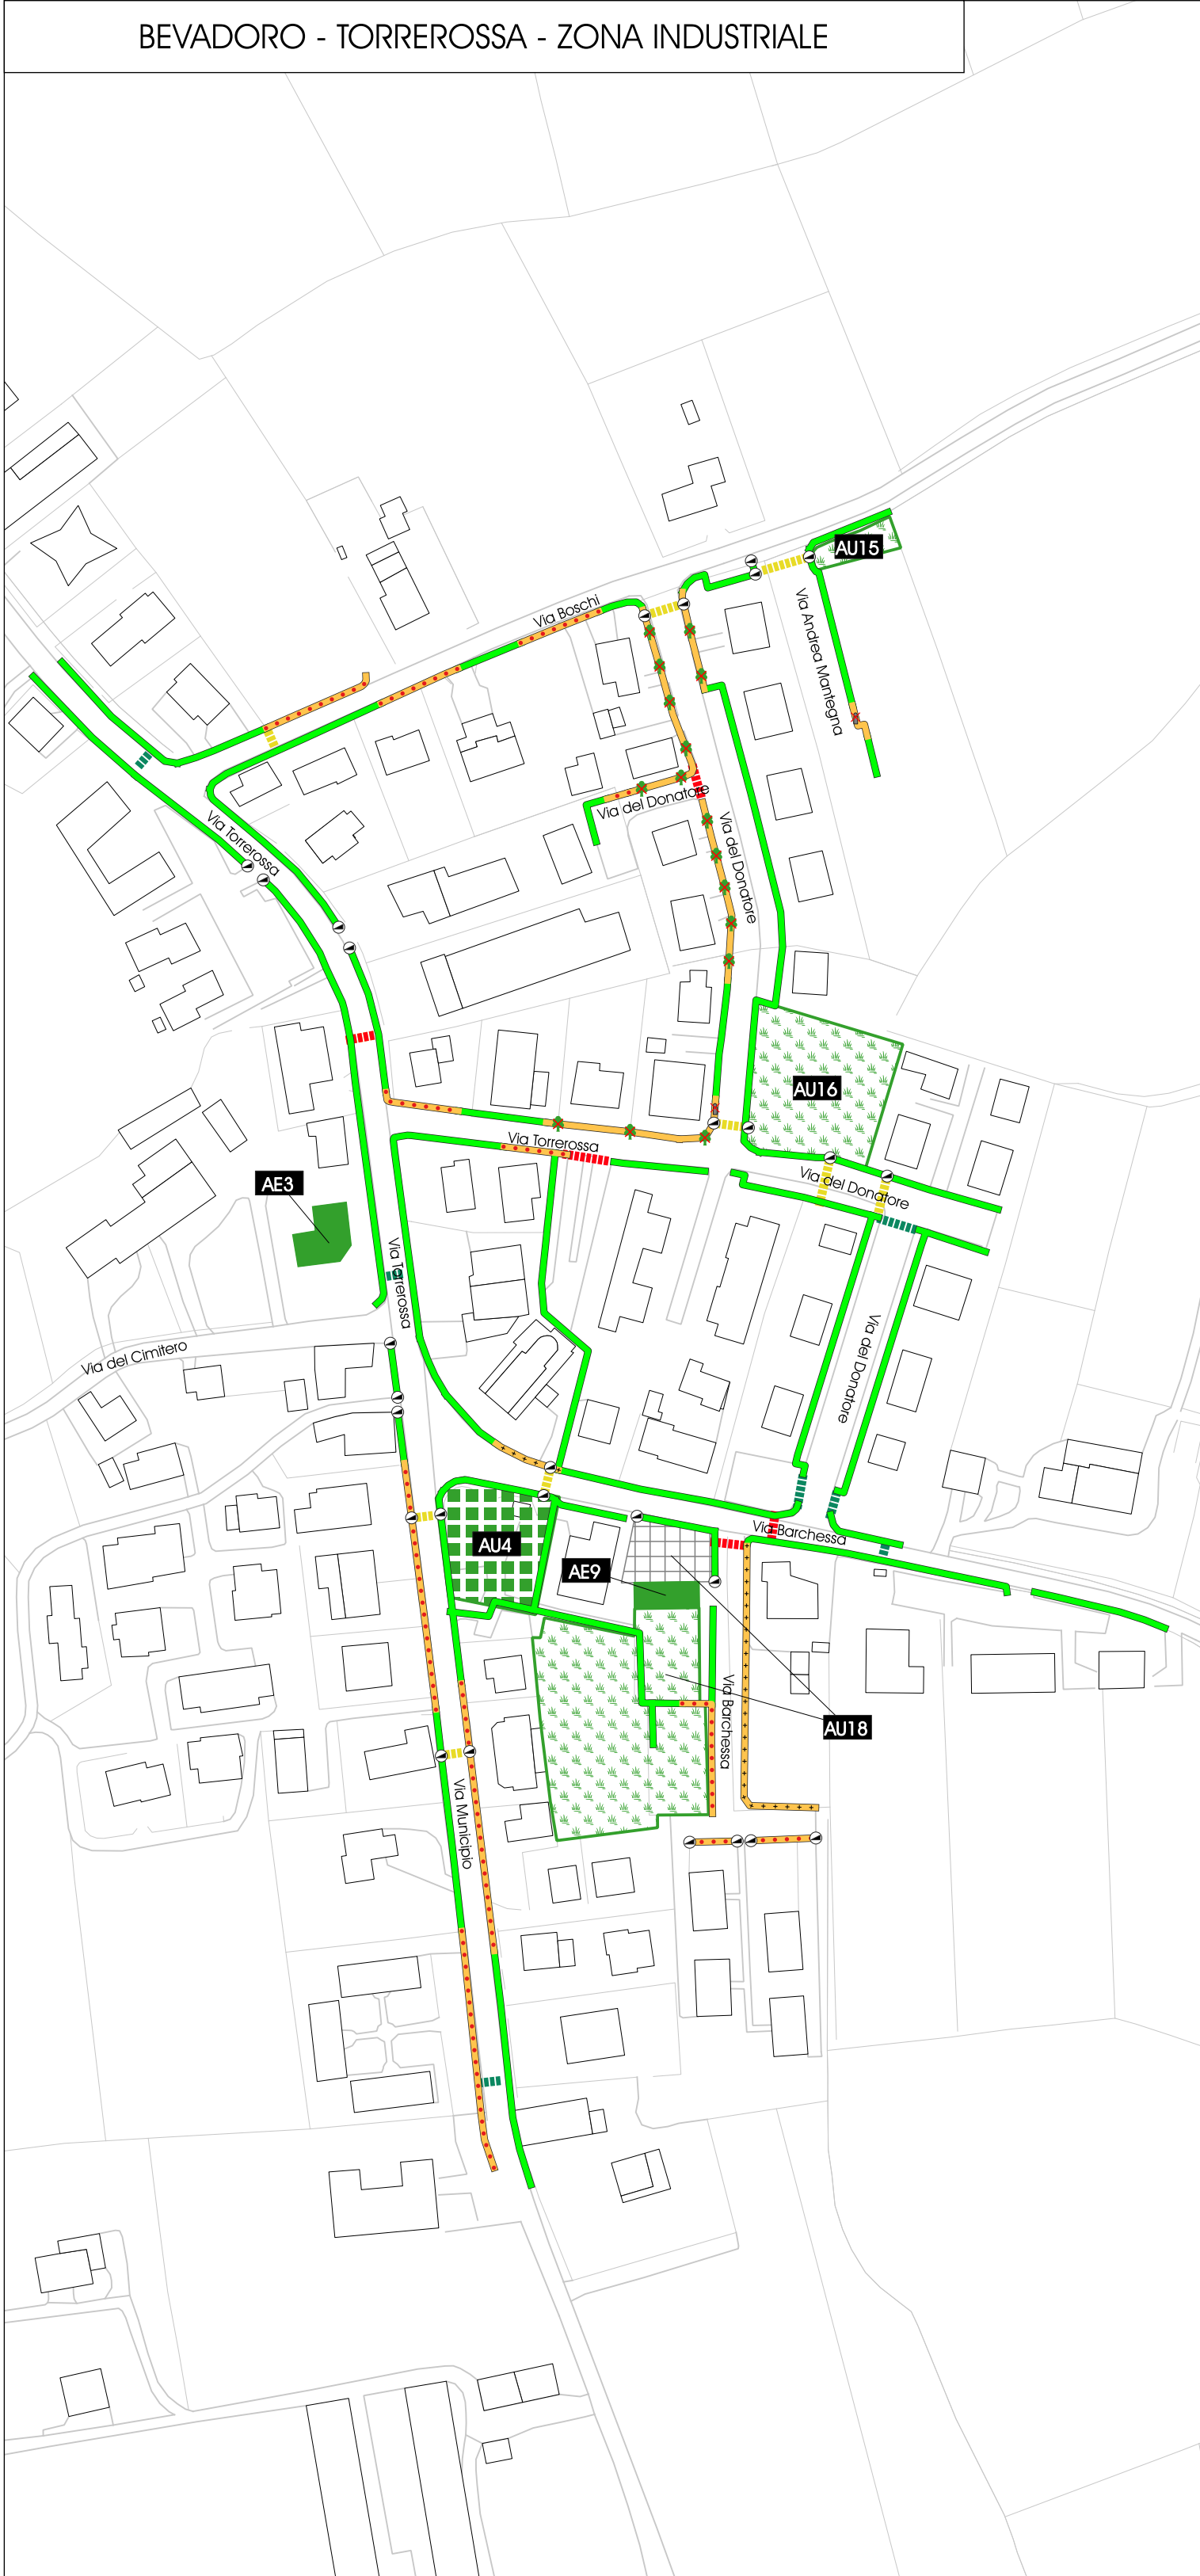 BEVADORO - TORREROSSA - ZONA INDUSTRIALE
AU15
Via Boschi
Via Andrea Mantegna
Via del Donatore
Via Torrerossa
Via del Donatore
AU16
Via Torrerossa
Via del Donatore
AE3
Via Torrerossa
Via del Cimitero
Via del Donatore
Via Barchessa
AU4
AE9
Via Barchessa
AU18
Via Municipio